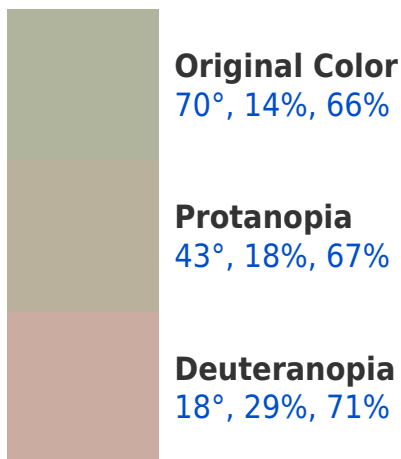 Original Color
70°, 14%, 66%
Protanopia
43°, 18%, 67%
Deuteranopia
18°, 29%, 71%